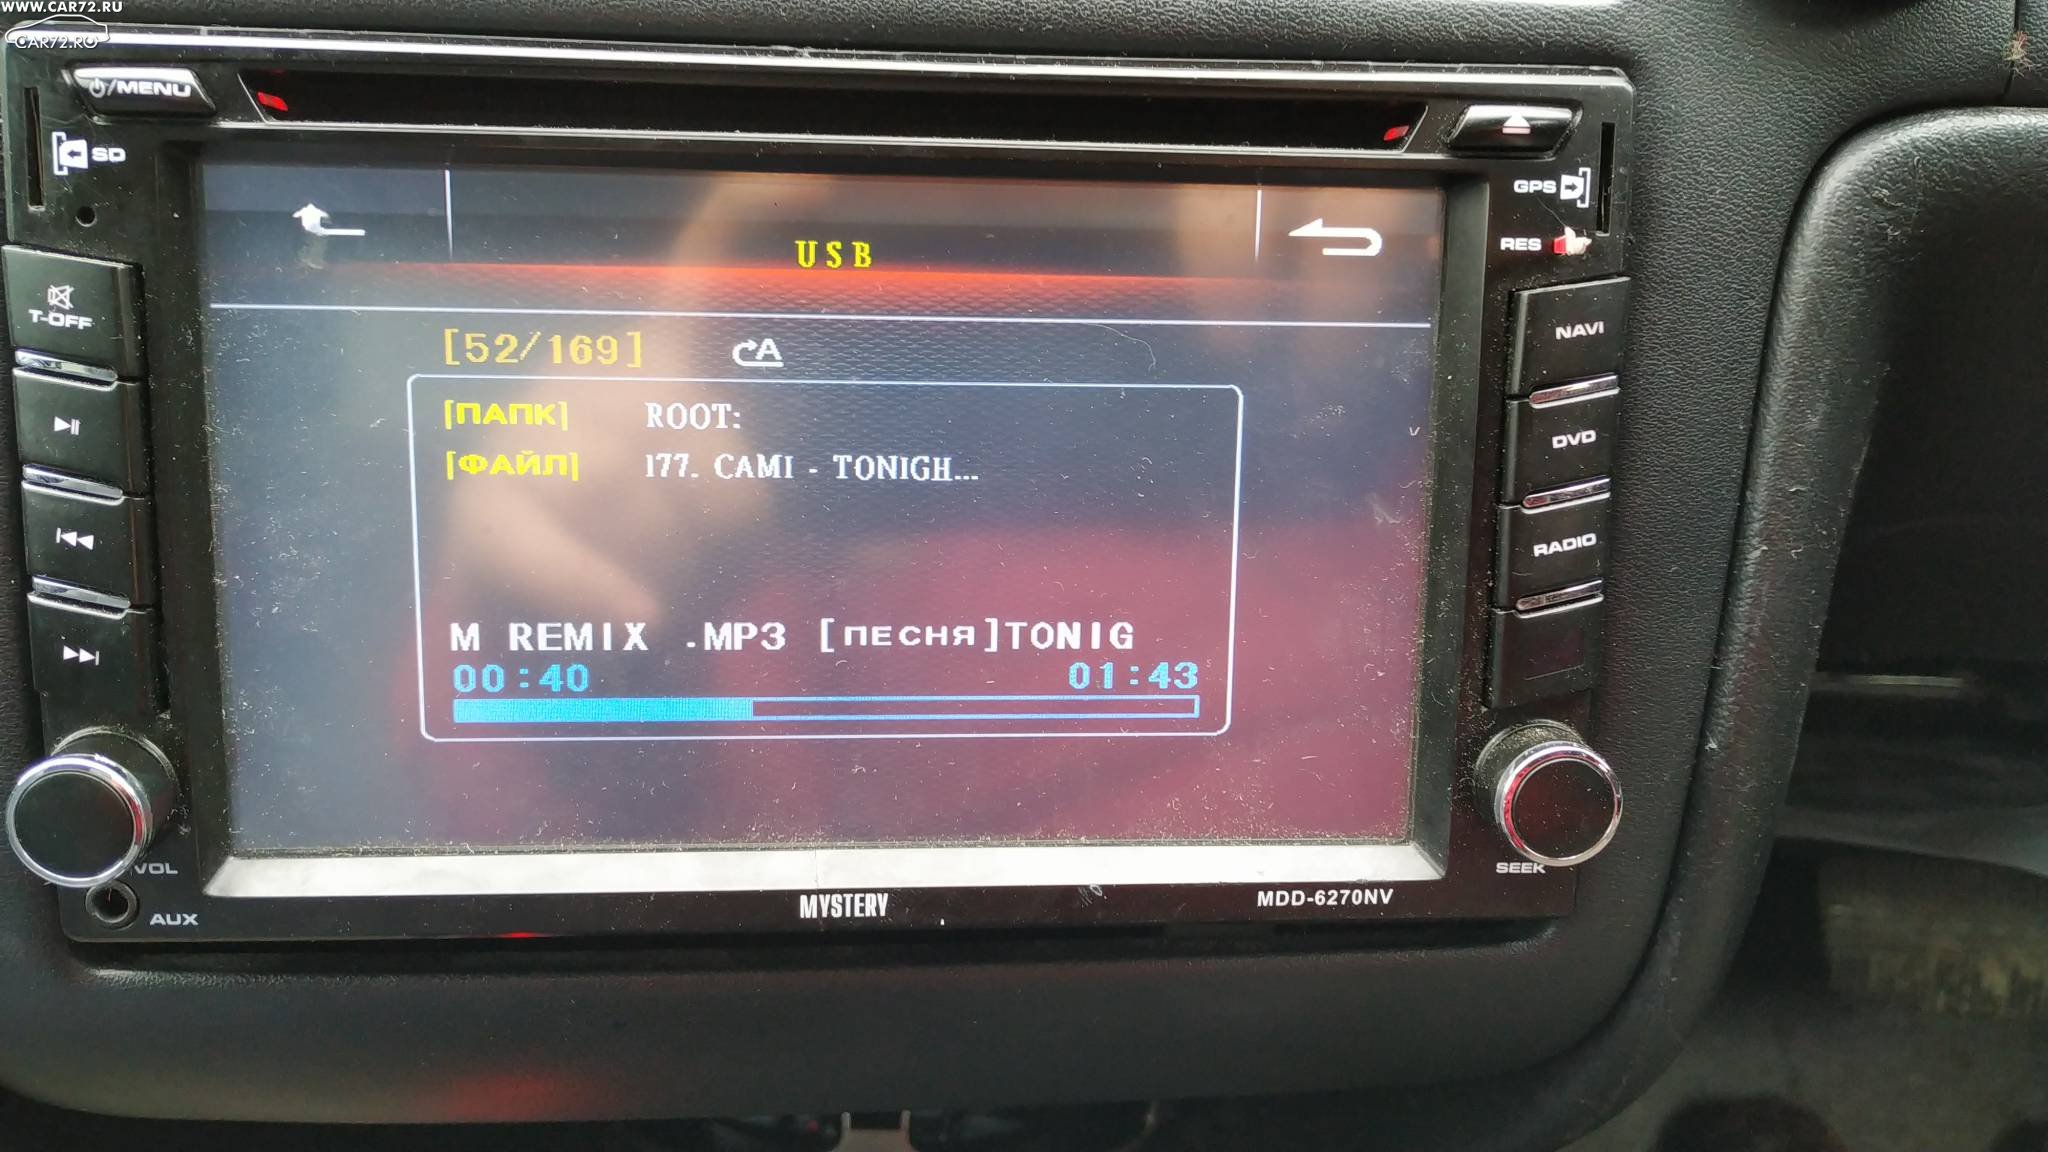 WWW.CAR72.RU
CAR72.RU
/MENU
SD
GPS
RES
USB
T-OFF
NAVI
[52/169] A
[ПАПК] ROOT:
DVD
[ФАЙЛ] 177. CAMI - TONIGH...
RADIO
M REMIX .MP3 [ПЕСНЯ]TONIG
00:40 01:43
VOL
SEEK
AUX
MYSTERY
MDD-6270NV